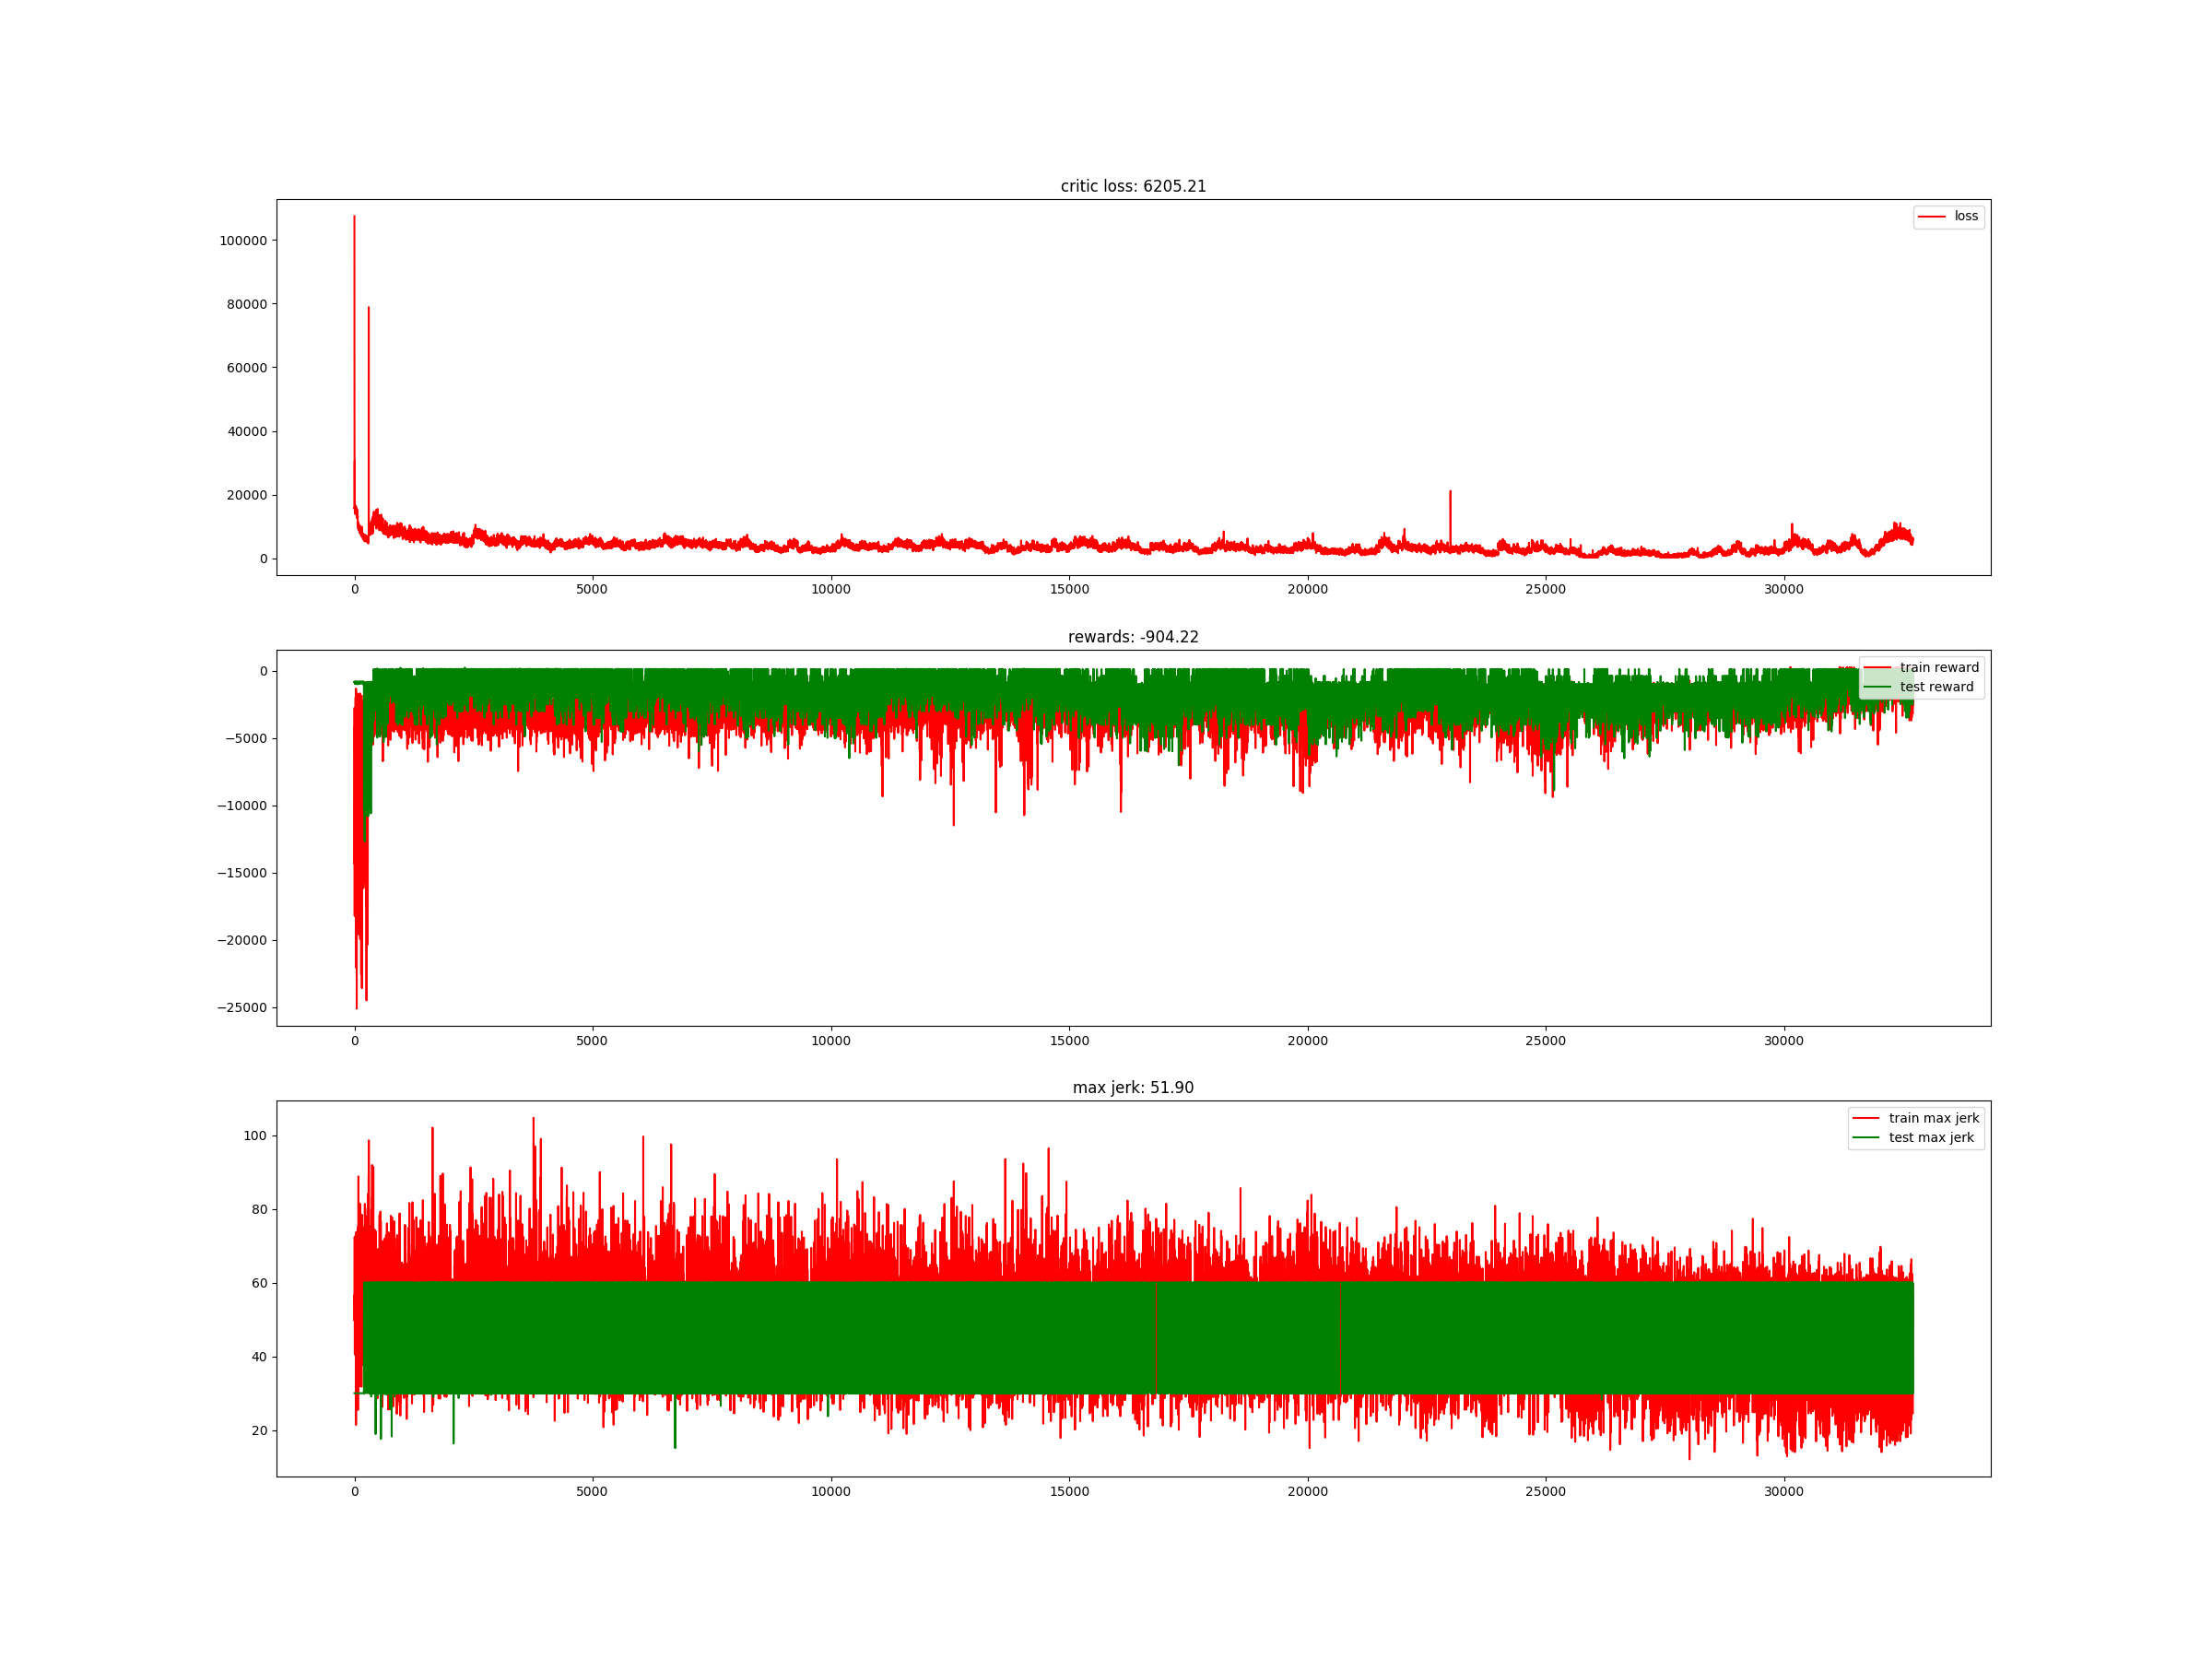 critic loss: 6205.21
loss
100000
80000
60000
40000
20000
0
0 5000 10000 15000 20000 25000 30000
rewards: -904.22
train reward
test reward
0
−5000
−10000
−15000
−20000
−25000
0 5000 10000 15000 20000 25000 30000
max jerk: 51.90
train max jerk
test max jerk
100
80
60
40
20
0 5000 10000 15000 20000 25000 30000